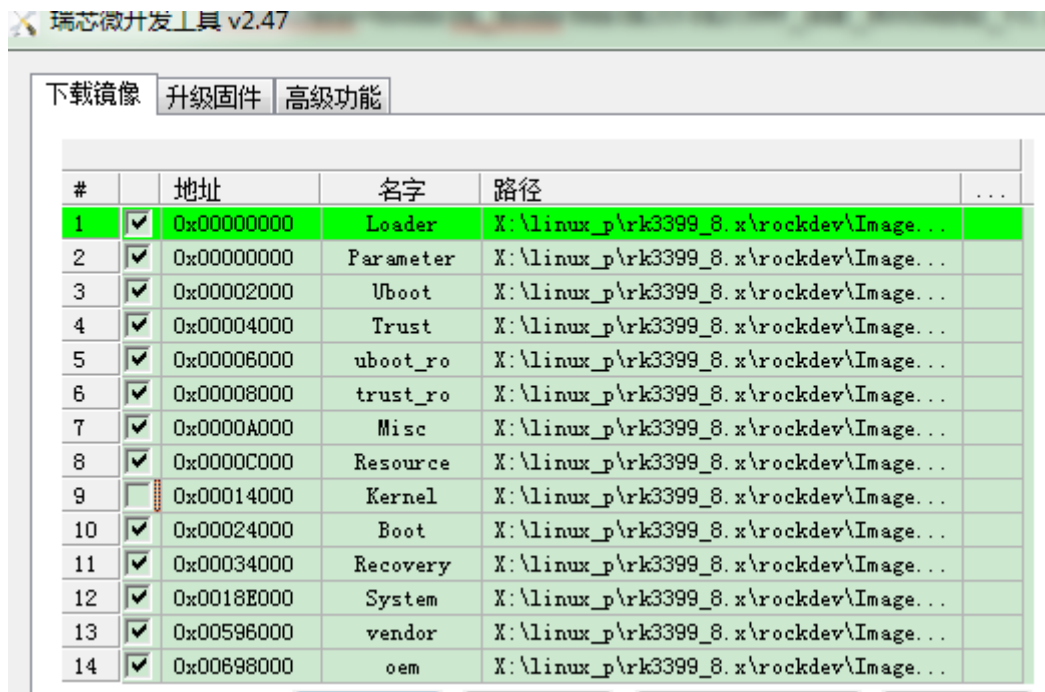 瑞芯微开发工具 v2.47
下载镜像 升级固件 高级功能
# 地址 名字 路径 ...
1 0x00000000 Loader X:\linux_p\rk3399_8.x\rockdev\Image...
2 0x00000000 Parameter X:\linux_p\rk3399_8.x\rockdev\Image...
3 0x00002000 Uboot X:\linux_p\rk3399_8.x\rockdev\Image...
4 0x00004000 Trust X:\linux_p\rk3399_8.x\rockdev\Image...
5 0x00006000 uboot_ro X:\linux_p\rk3399_8.x\rockdev\Image...
6 0x00008000 trust_ro X:\linux_p\rk3399_8.x\rockdev\Image...
7 0x0000A000 Misc X:\linux_p\rk3399_8.x\rockdev\Image...
8 0x0000C000 Resource X:\linux_p\rk3399_8.x\rockdev\Image...
9 0x00014000 Kernel X:\linux_p\rk3399_8.x\rockdev\Image...
10 0x00024000 Boot X:\linux_p\rk3399_8.x\rockdev\Image...
11 0x00034000 Recovery X:\linux_p\rk3399_8.x\rockdev\Image...
12 0x0018E000 System X:\linux_p\rk3399_8.x\rockdev\Image...
13 0x00596000 vendor X:\linux_p\rk3399_8.x\rockdev\Image...
14 0x00698000 oem X:\linux_p\rk3399_8.x\rockdev\Image...